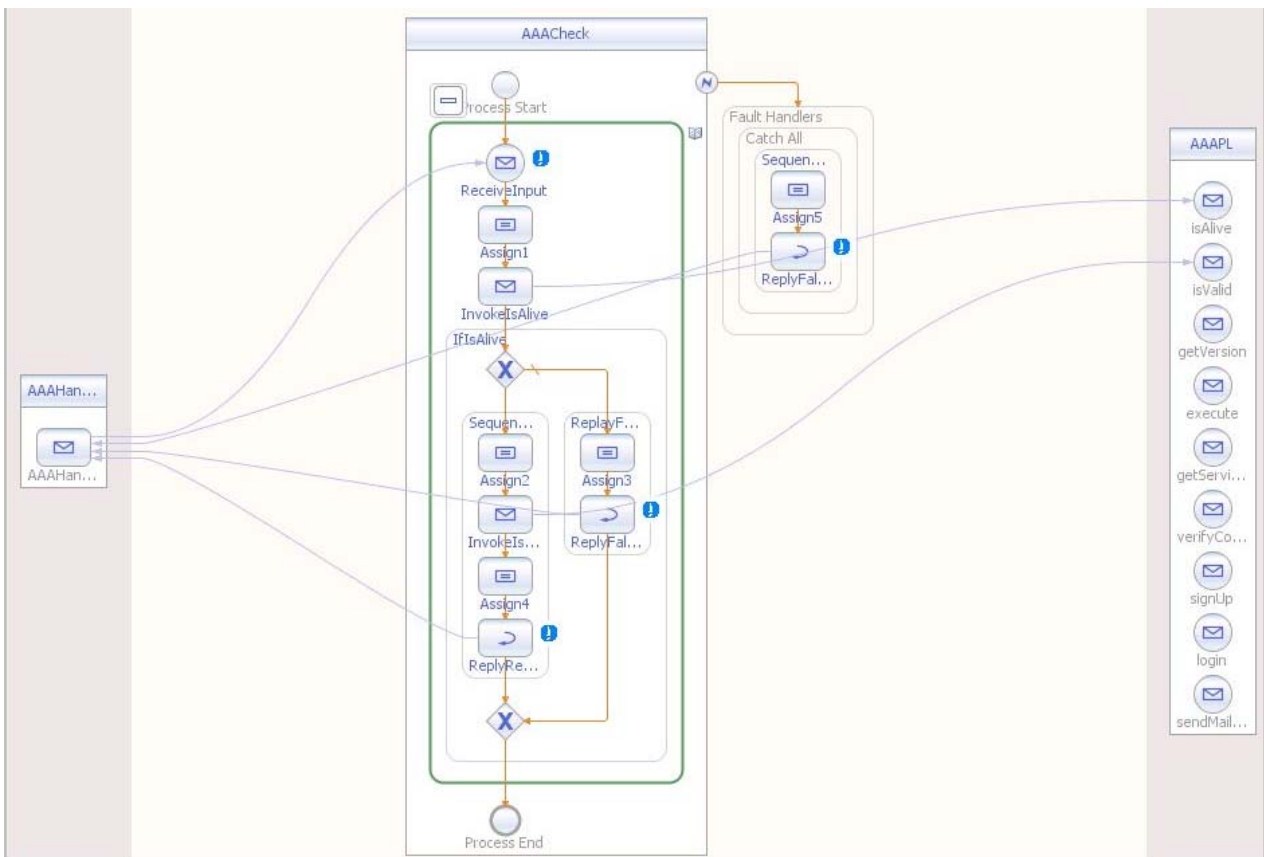 AAACheck
Process Start
ReceiveInput
Assign1
InvokeIsAlive
IfIsAlive
X
Sequen...
Assign2
InvokeIs...
Assign4
ReplyRe...
ReplayF...
Assign3
ReplyFal...
X
Process End
Fault Handlers
Catch All
Sequen...
Assign5
ReplyFal...
AAAHan...
AAAHan...
AAAPL
isAlive
isValid
getVersion
execute
getServi...
verifyCo...
signUp
login
sendMail...